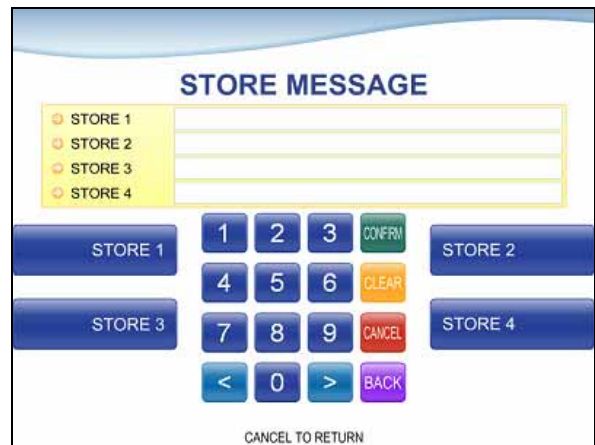 STORE MESSAGE
STORE 1
STORE 2
STORE 3
STORE 4
STORE 1
1 2 3 CONFIRM
STORE 2
4 5 6 CLEAR
STORE 3
7 8 9 CANCEL
STORE 4
< 0 > BACK
CANCEL TO RETURN